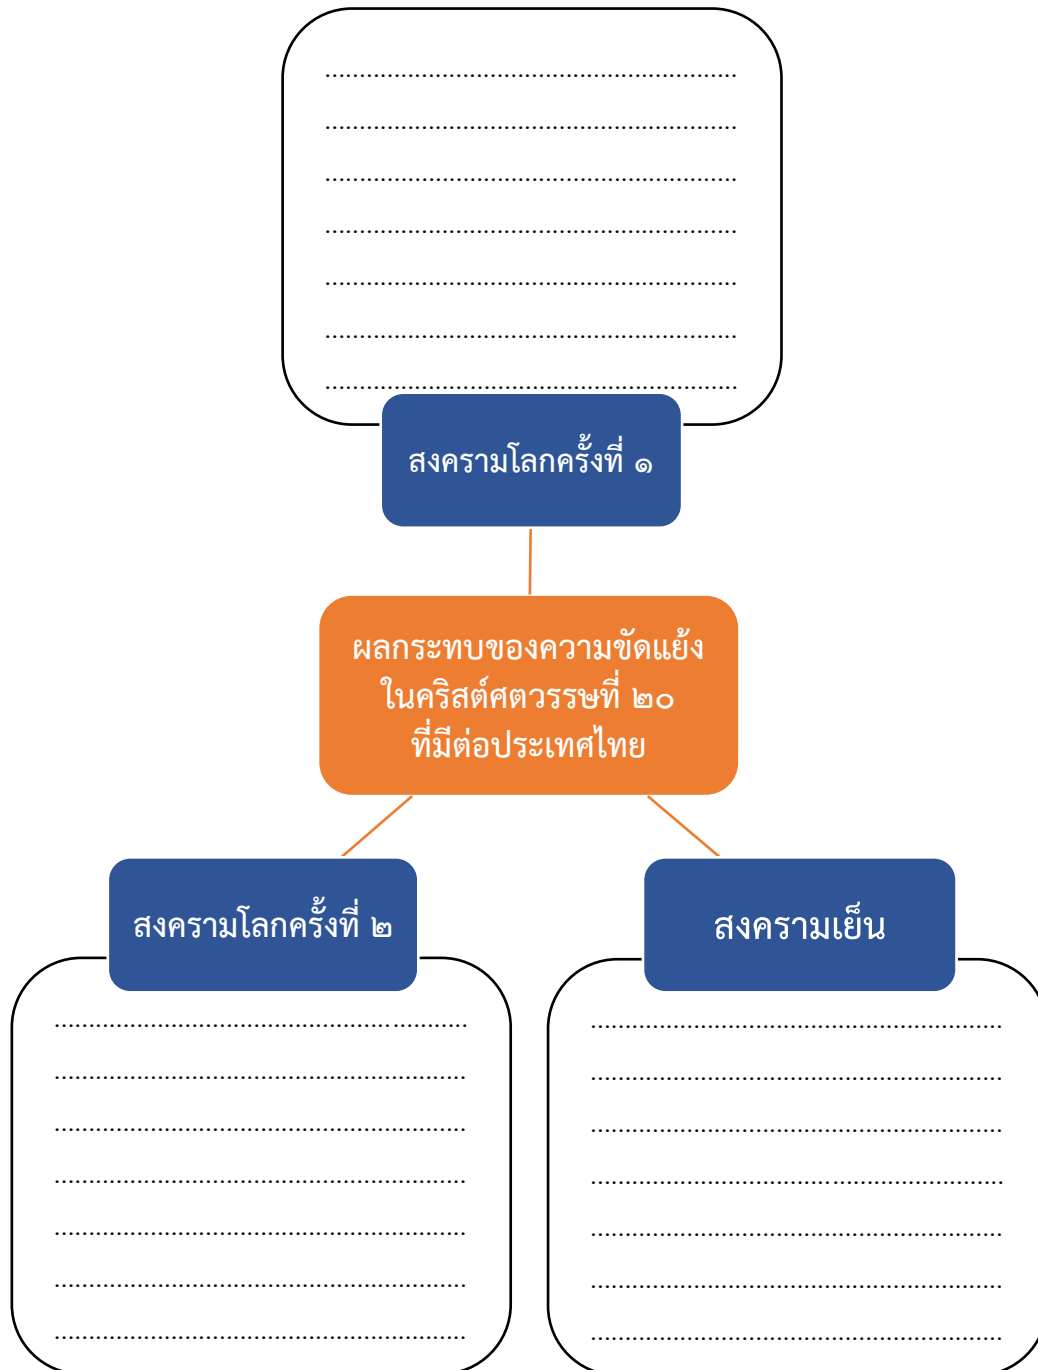 สงครามโลกครั้งที่ ๑
ผลกระทบของความขัดแย้ง
ในคริสต์ศตวรรษที่ ๒๐
ที่มีต่อประเทศไทย
สงครามโลกครั้งที่ ๒
สงครามเย็น